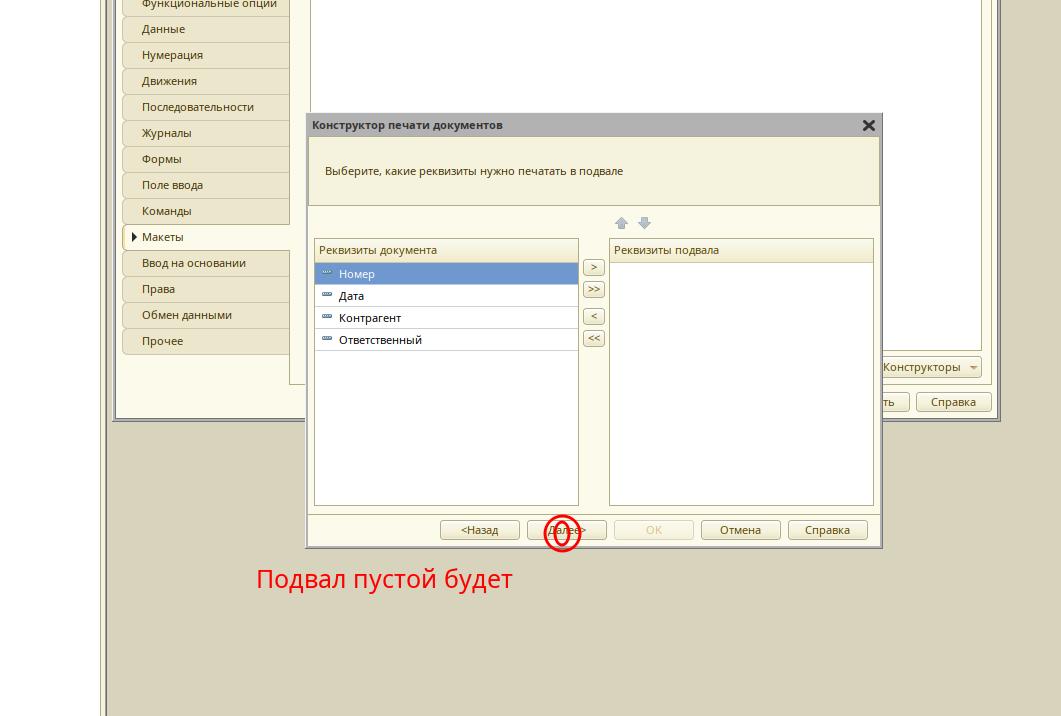 Функциональные опции
Данные
Нумерация
Движения
Последовательности
Журналы
Формы
Поле ввода
Команды
Макеты
Ввод на основании
Права
Обмен данными
Прочее
Конструктор печати документов
Выберите, какие реквизиты нужно печатать в подвале
Реквизиты документа
Номер
Дата
Контрагент
Ответственный
>
>>
<
<<
Реквизиты подвала
Конструкторы
ть
Справка
<Назад
Далее>
ОК
Отмена
Справка
Подвал пустой будет